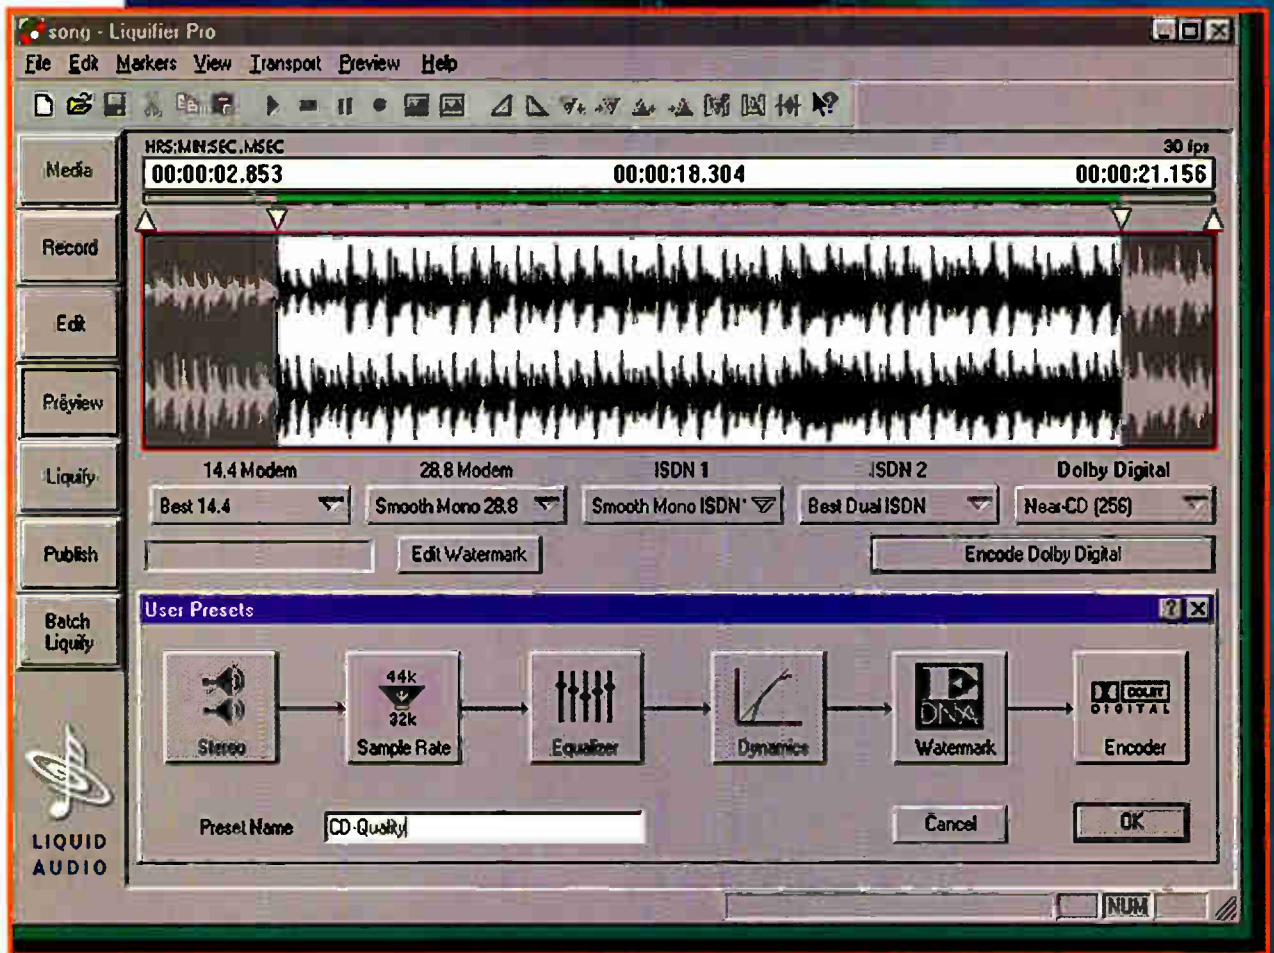 song - Liquifier Pro
File Edit Markers View Transport Preview Help
HRS:MIN:SEC.MSEC 30 fps
00:00:02.853 00:00:18.304 00:00:21.156
Media
Record
Edit
Preview
Liquify
Publish
Batch
Liquify
14.4 Modem 28.8 Modem ISDN 1 ISDN 2 Dolby Digital
Best 14.4 Smooth Mono 28.8 Smooth Mono ISDN Best Dual ISDN Near-CD (256)
Edit Watermark Encode Dolby Digital
User Presets
44k
32k
DNA
DOLBY
DIGITAL
Stereo Sample Rate Equalizer Dynamics Watermark Encoder
Preset Name CD-Quality Cancel OK
LIQUID
AUDIO
NUM